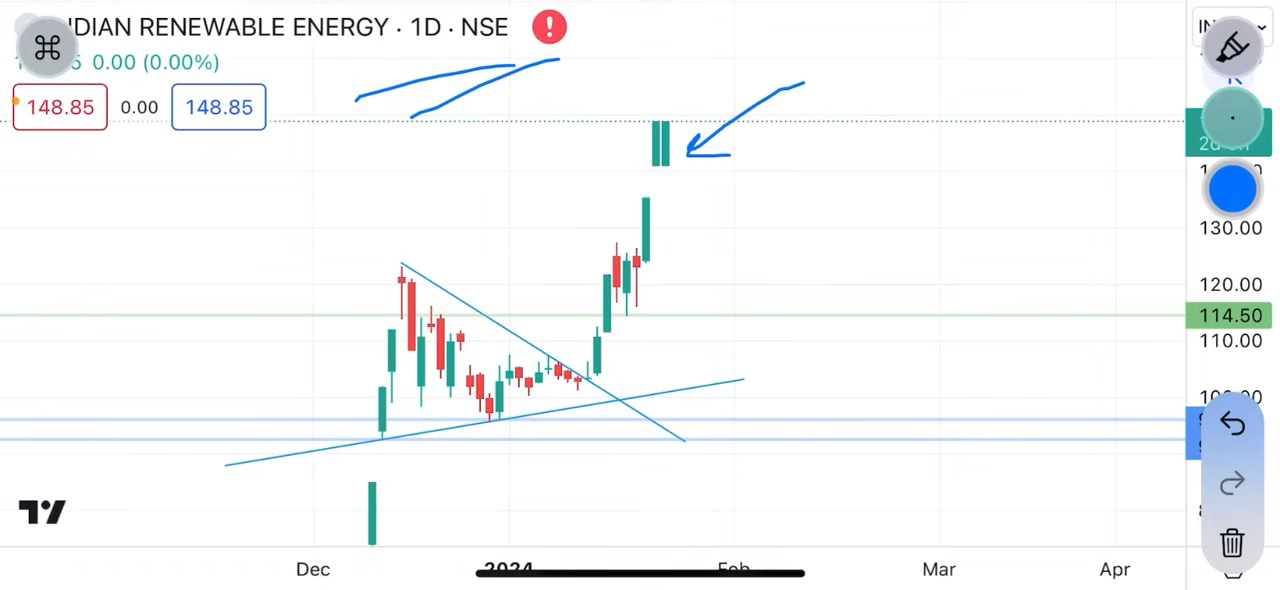 DIAN RENEWABLE ENERGY · 1D · NSE
0.00 (0.00%)
148.85 0.00 148.85
130.00
120.00
114.50
110.00
Dec 2024 Feb Mar Apr